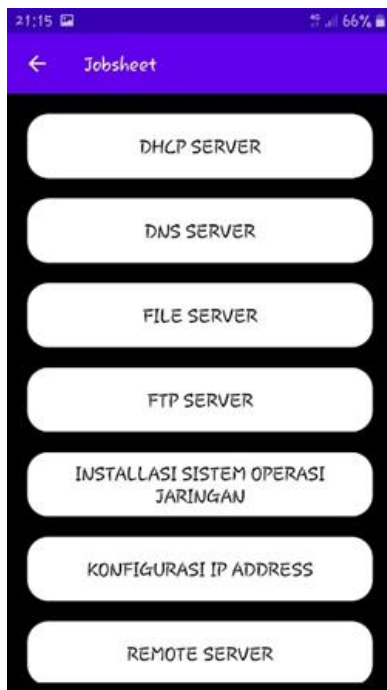 21:15 66%
Jobsheet
DHCP SERVER
DNS SERVER
FILE SERVER
FTP SERVER
INSTALLASI SISTEM OPERASI
JARINGAN
KONFIGURASI IP ADDRESS
REMOTE SERVER